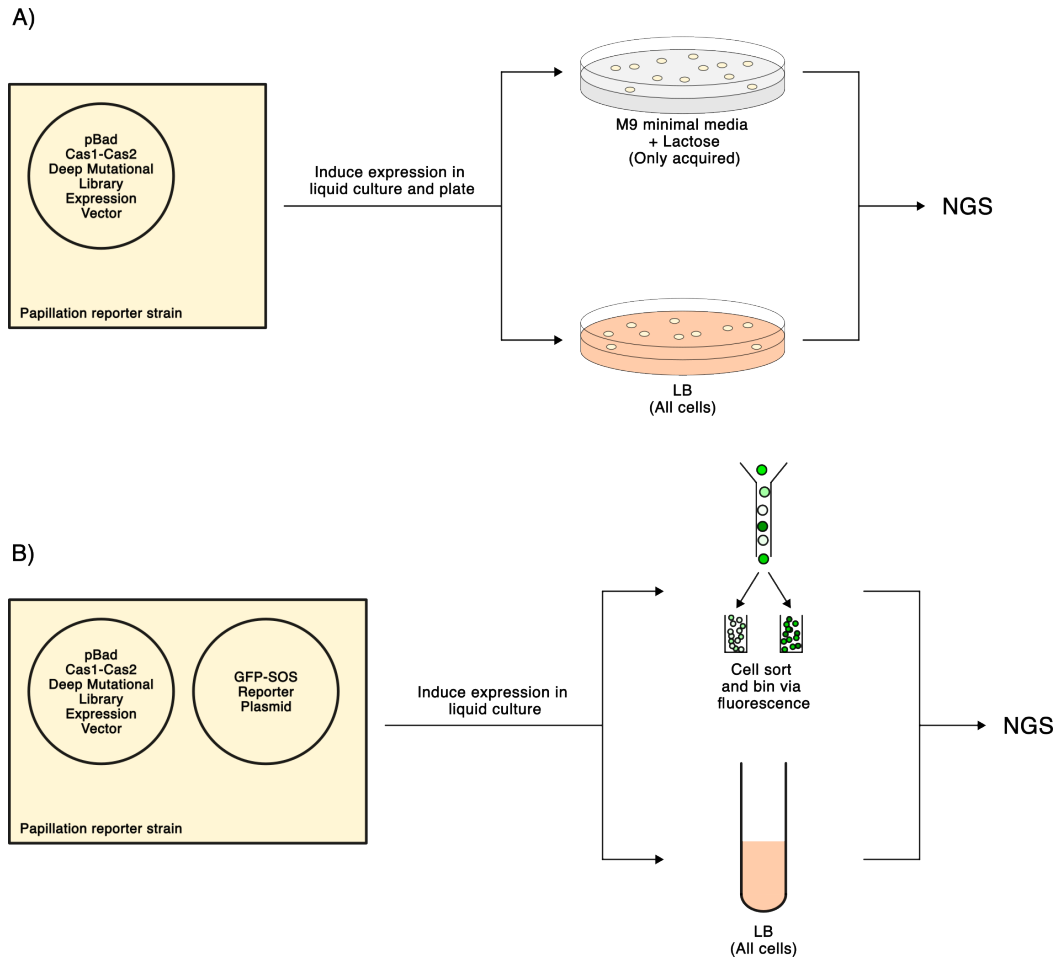 A)
pBad
Cas1-Cas2
Deep Mutational
Library
Expression
Vector
Papillation reporter strain
Induce expression in
liquid culture and plate
M9 minimal media
+ Lactose
(Only acquired)
LB
(All cells)
NGS
B)
pBad
Cas1-Cas2
Deep Mutational
Library
Expression
Vector
GFP-SOS
Reporter
Plasmid
Papillation reporter strain
Induce expression in
liquid culture
Cell sort
and bin via
fluorescence
LB
(All cells)
NGS